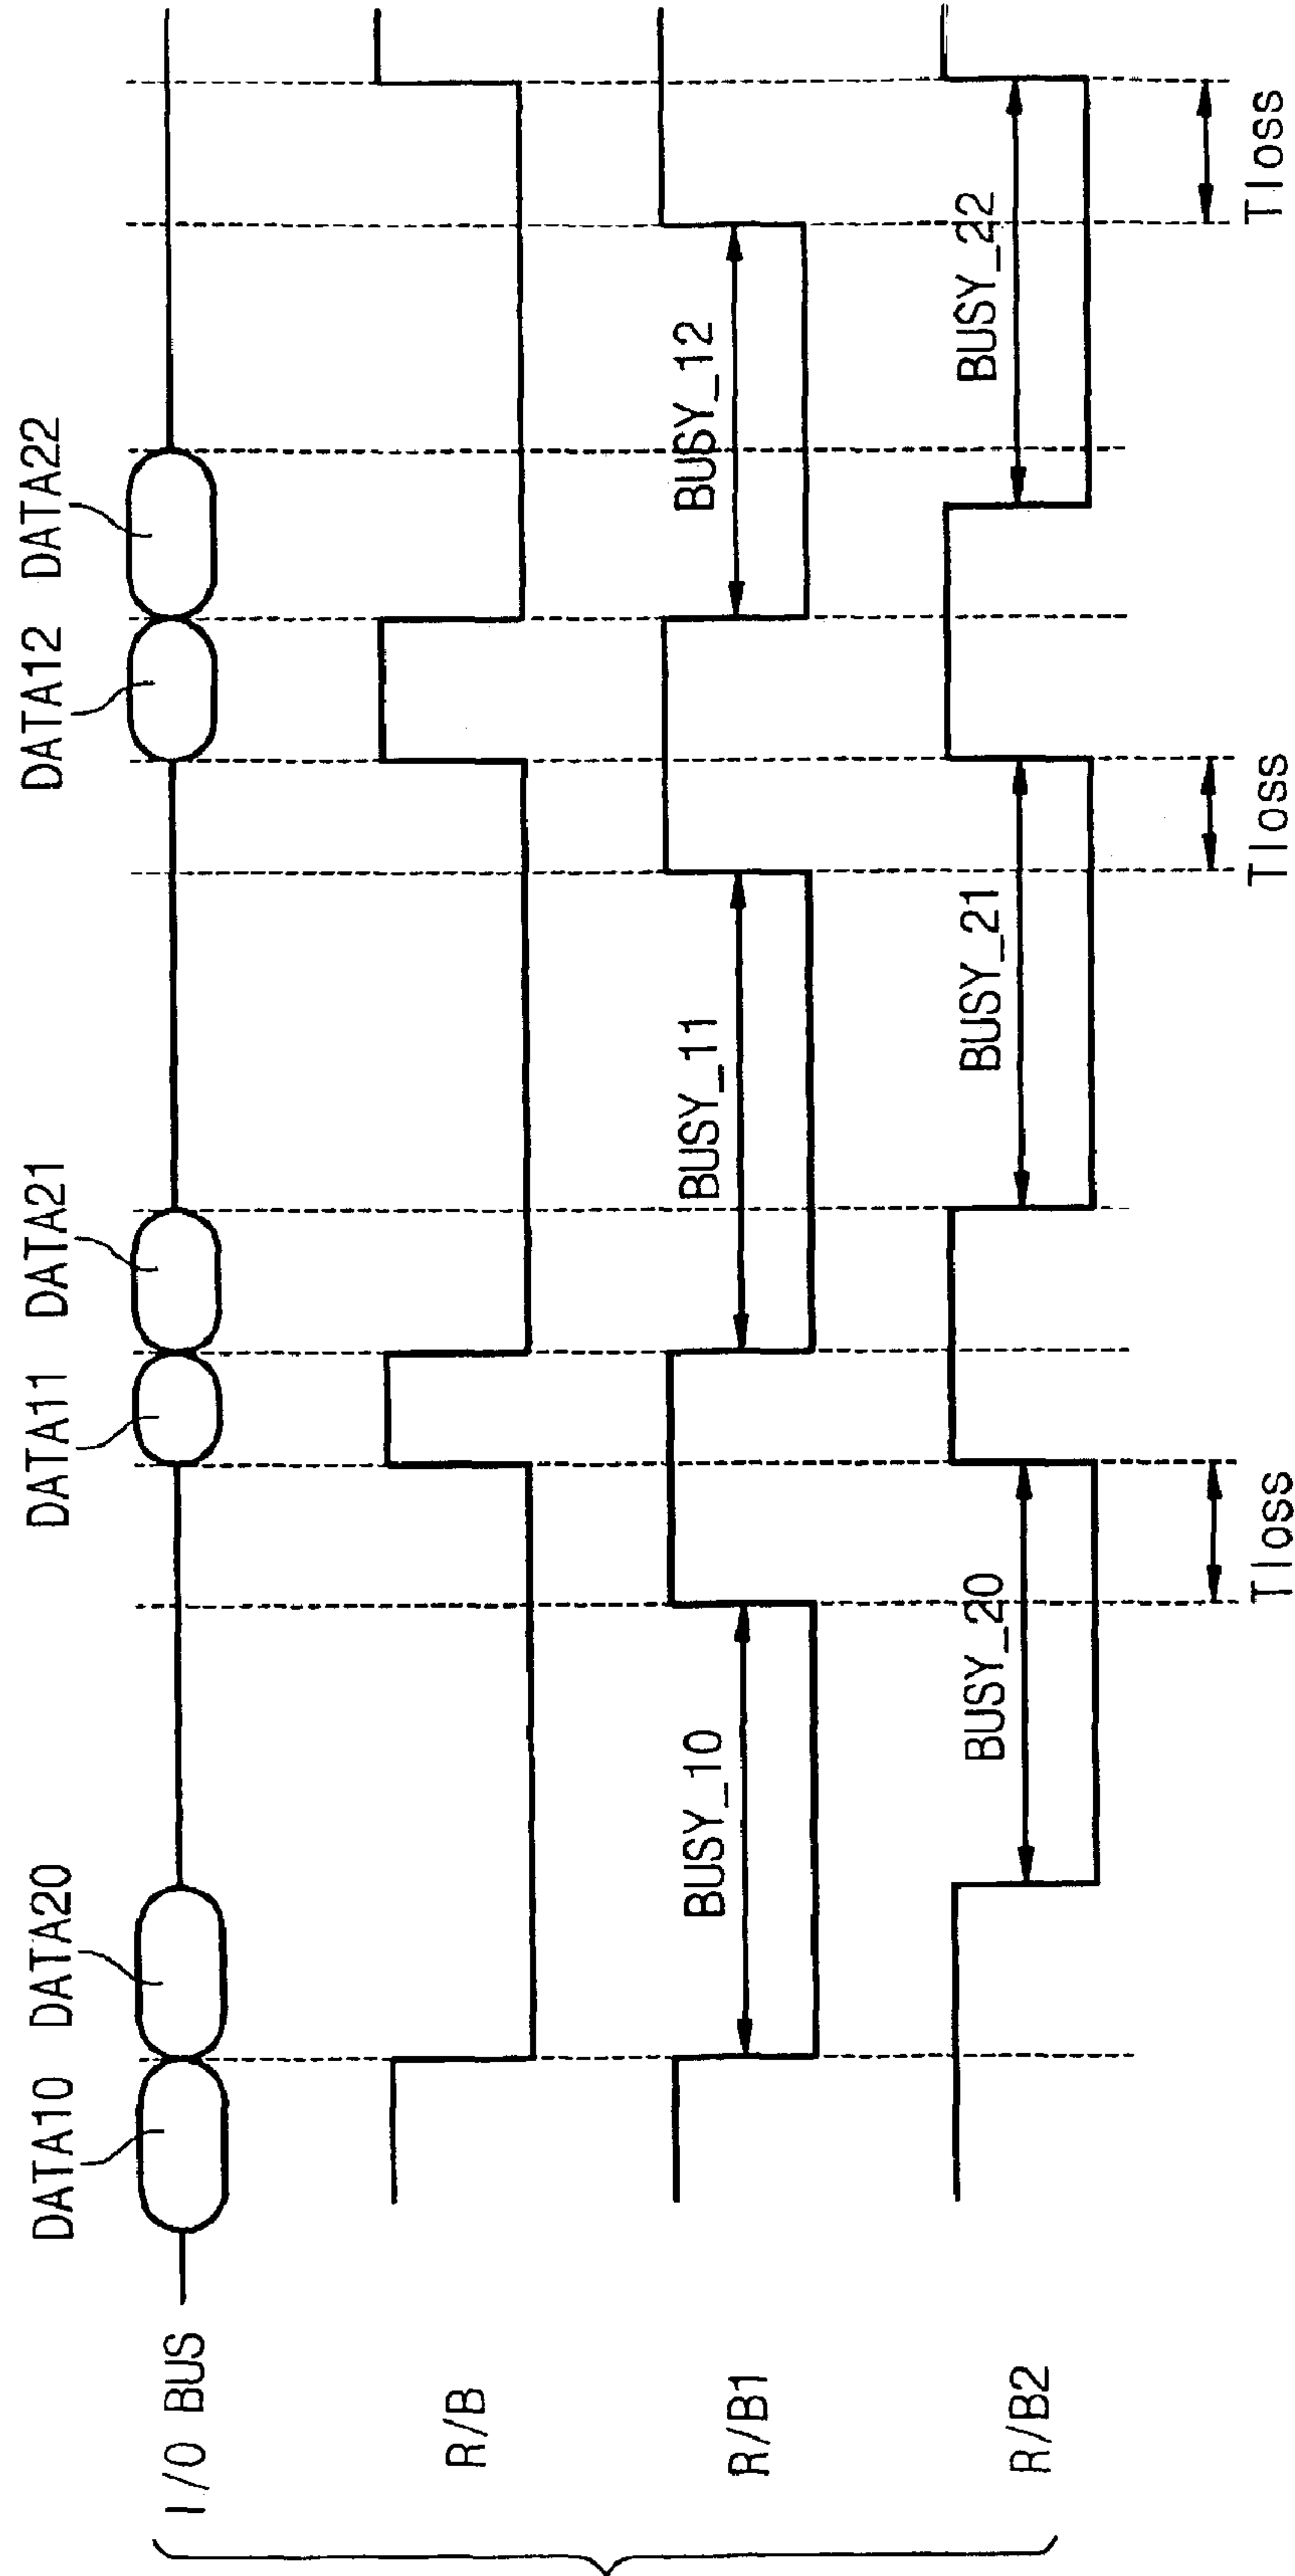 DATA10 DATA20 DATA11 DATA21 DATA12 DATA22
I/O BUS
R/B
R/B1
BUSY_10 BUSY_11 BUSY_12
R/B2
BUSY_20 BUSY_21 BUSY_22
Tloss Tloss Tloss